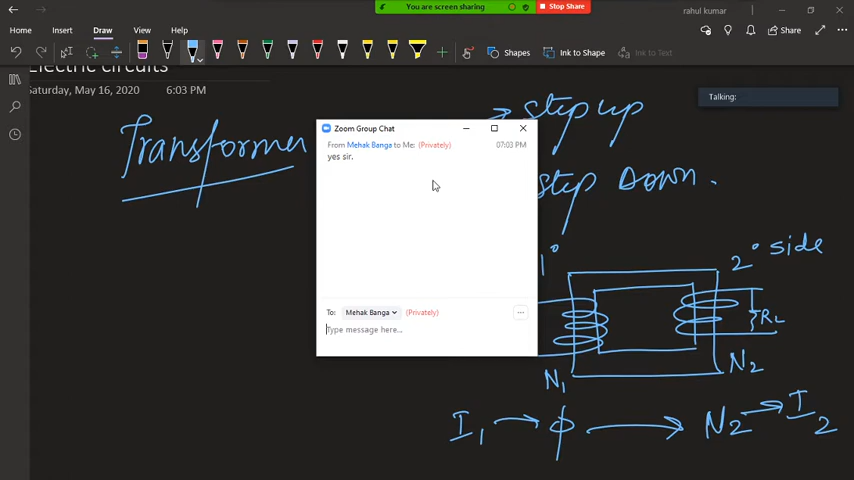 You are screen sharing
Stop Share
rahul kumar
Home Insert Draw View Help
Share
Shapes
Ink to Shape
Ink to Text
Electric circuits
Saturday, May 16, 2020 6:03 PM
Talking:
Transformer
step up
step Down.
Zoom Group Chat
From Mehak Banga to Me: (Privately) 07:03 PM
yes sir.
To: Mehak Banga (Privately)
Type message here...
1°
2° side
RL
N1
N2
I1 → ϕ → N2 → I2